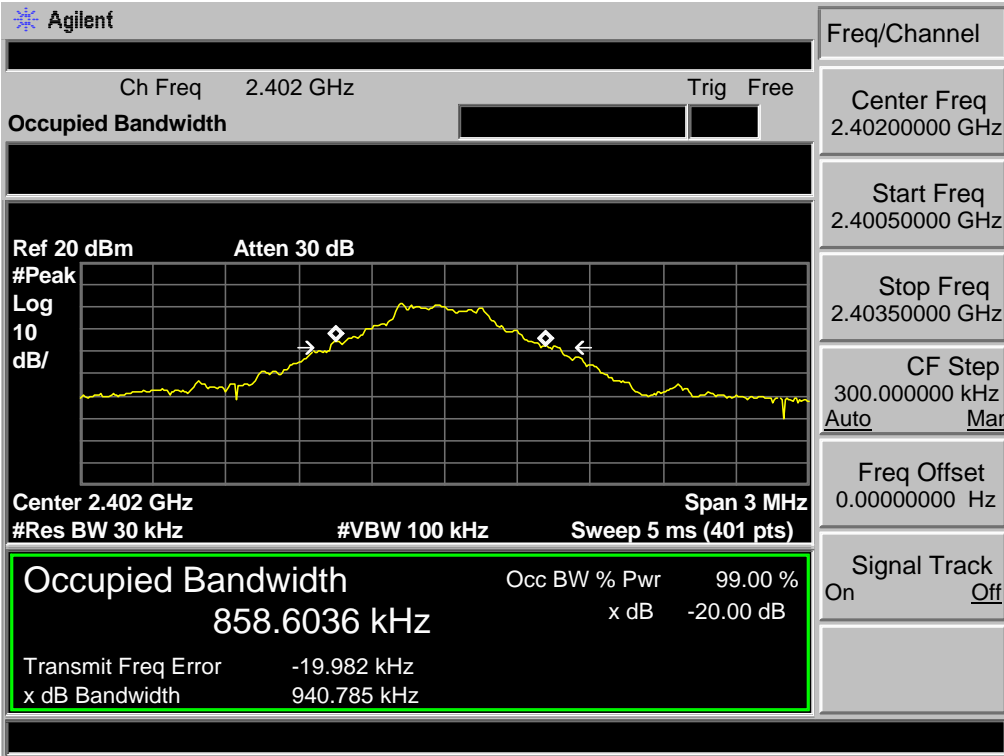 Agilent
Freq/Channel
Ch Freq 2.402 GHz Trig Free
Occupied Bandwidth
Center Freq
2.40200000 GHz
Start Freq
2.40050000 GHz
Ref 20 dBm Atten 30 dB
#Peak
Log
10
dB/
Stop Freq
2.40350000 GHz
CF Step
300.000000 kHz
Auto Man
Freq Offset
0.00000000 Hz
Center 2.402 GHz Span 3 MHz
#Res BW 30 kHz #VBW 100 kHz Sweep 5 ms (401 pts)
Signal Track
On Off
Occupied Bandwidth
858.6036 kHz
Occ BW % Pwr 99.00 %
x dB -20.00 dB
Transmit Freq Error -19.982 kHz
x dB Bandwidth 940.785 kHz